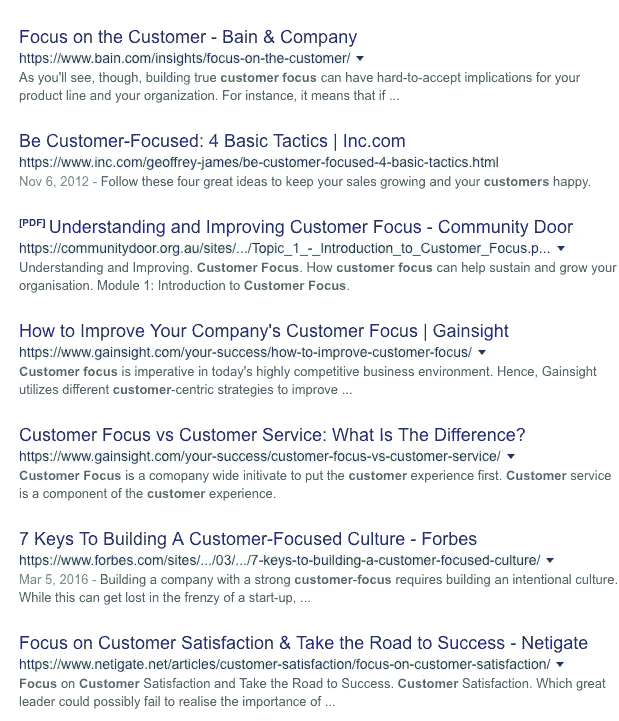 Focus on the Customer - Bain & Company
https://www.bain.com/insights/focus-on-the-customer/
As you'll see, though, building true customer focus can have hard-to-accept implications for your
product line and your organization. For instance, it means that if ...
Be Customer-Focused: 4 Basic Tactics | Inc.com
https://www.inc.com/geoffrey-james/be-customer-focused-4-basic-tactics.html
Nov 6, 2012 - Follow these four great ideas to keep your sales growing and your customers happy.
[PDF] Understanding and Improving Customer Focus - Community Door
https://communitydoor.org.au/sites/.../Topic_1_-_Introduction_to_Customer_Focus.p...
Understanding and Improving. Customer Focus. How customer focus can help sustain and grow your
organisation. Module 1: Introduction to Customer Focus.
How to Improve Your Company's Customer Focus | Gainsight
https://www.gainsight.com/your-success/how-to-improve-customer-focus/
Customer focus is imperative in today's highly competitive business environment. Hence, Gainsight
utilizes different customer-centric strategies to improve ...
Customer Focus vs Customer Service: What Is The Difference?
https://www.gainsight.com/your-success/customer-focus-vs-customer-service/
Customer Focus is a comopany wide initivate to put the customer experience first. Customer service
is a component of the customer experience.
7 Keys To Building A Customer-Focused Culture - Forbes
https://www.forbes.com/sites/.../03/.../7-keys-to-building-a-customer-focused-culture/
Mar 5, 2016 - Building a company with a strong customer-focus requires building an intentional culture.
While this can get lost in the frenzy of a start-up, ...
Focus on Customer Satisfaction & Take the Road to Success - Netigate
https://www.netigate.net/articles/customer-satisfaction/focus-on-customer-satisfaction/
Focus on Customer Satisfaction and Take the Road to Success. Customer Satisfaction. Which great
leader could possibly fail to realise the importance of ...